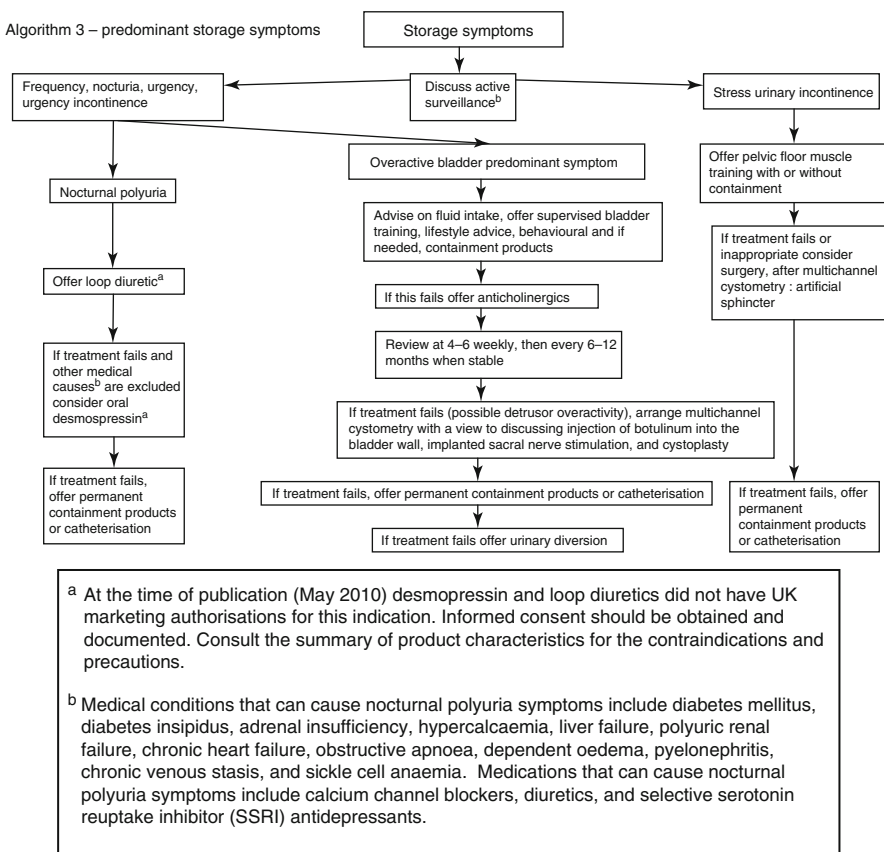 Algorithm 3 – predominant storage symptoms
Storage symptoms
Frequency, nocturia, urgency,
urgency incontinence
Discuss active
surveillanceᵇ
Stress urinary incontinence
Nocturnal polyuria
Offer loop diureticᵃ
If treatment fails and
other medical
causesᵇ are excluded
consider oral
desmospressinᵃ
If treatment fails,
offer permanent
containment products
or catheterisation
Overactive bladder predominant symptom
Advise on fluid intake, offer supervised bladder
training, lifestyle advice, behavioural and if
needed, containment products
If this fails offer anticholinergics
Review at 4–6 weekly, then every 6–12
months when stable
If treatment fails (possible detrusor overactivity), arrange multichannel
cystometry with a view to discussing injection of botulinum into the
bladder wall, implanted sacral nerve stimulation, and cystoplasty
If treatment fails, offer permanent containment products or catheterisation
If treatment fails offer urinary diversion
Offer pelvic floor muscle
training with or without
containment
If treatment fails or
inappropriate consider
surgery, after multichannel
cystometry : artificial
sphincter
If treatment fails, offer
permanent
containment products
or catheterisation
ᵃ At the time of publication (May 2010) desmopressin and loop diuretics did not have UK
marketing authorisations for this indication. Informed consent should be obtained and
documented. Consult the summary of product characteristics for the contraindications and
precautions.
ᵇ Medical conditions that can cause nocturnal polyuria symptoms include diabetes mellitus,
diabetes insipidus, adrenal insufficiency, hypercalcaemia, liver failure, polyuric renal
failure, chronic heart failure, obstructive apnoea, dependent oedema, pyelonephritis,
chronic venous stasis, and sickle cell anaemia. Medications that can cause nocturnal
polyuria symptoms include calcium channel blockers, diuretics, and selective serotonin
reuptake inhibitor (SSRI) antidepressants.